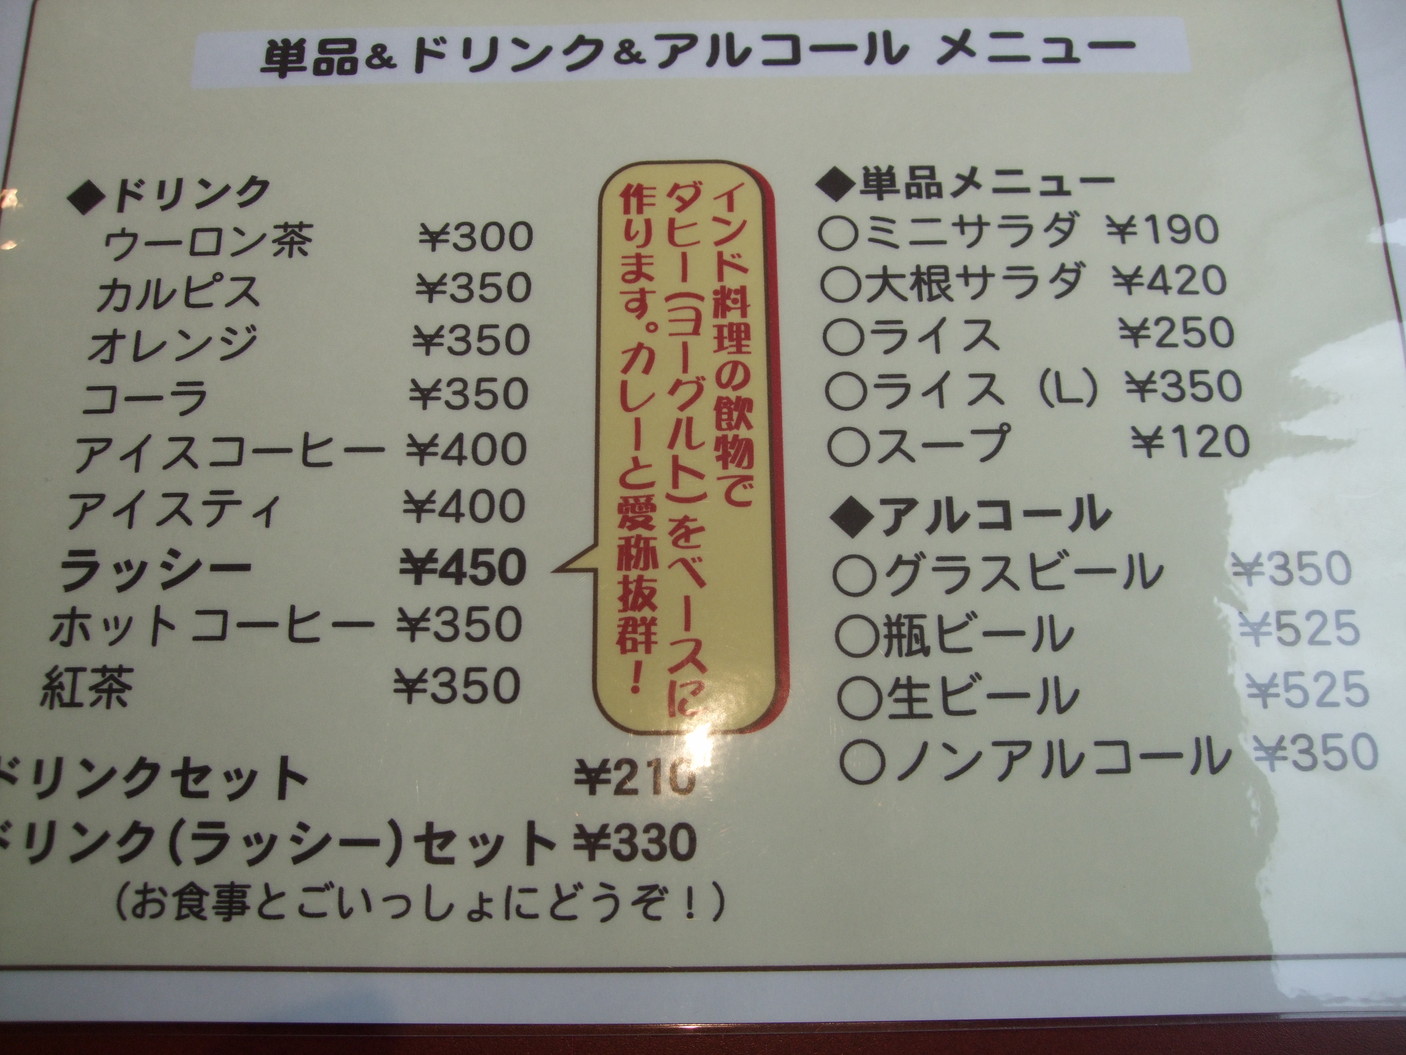 単品&ドリンク&アルコール メニュー
◆ドリンク
ウーロン茶 ¥300
カルピス ¥350
オレンジ ¥350
コーラ ¥350
アイスコーヒー ¥400
アイスティ ¥400
ラッシー ¥450
ホットコーヒー ¥350
紅茶 ¥350
ドリンクセット ¥210
ドリンク(ラッシー)セット ¥330
(お食事とごいっしょにどうぞ!)
インド料理の飲物で
ダヒー(ヨーグルト)をベースに
作ります。カレーと愛称抜群!
◆単品メニュー
○ミニサラダ ¥190
○大根サラダ ¥420
○ライス ¥250
○ライス (L) ¥350
○スープ ¥120
◆アルコール
○グラスビール ¥350
○瓶ビール ¥525
○生ビール ¥525
○ノンアルコール ¥350